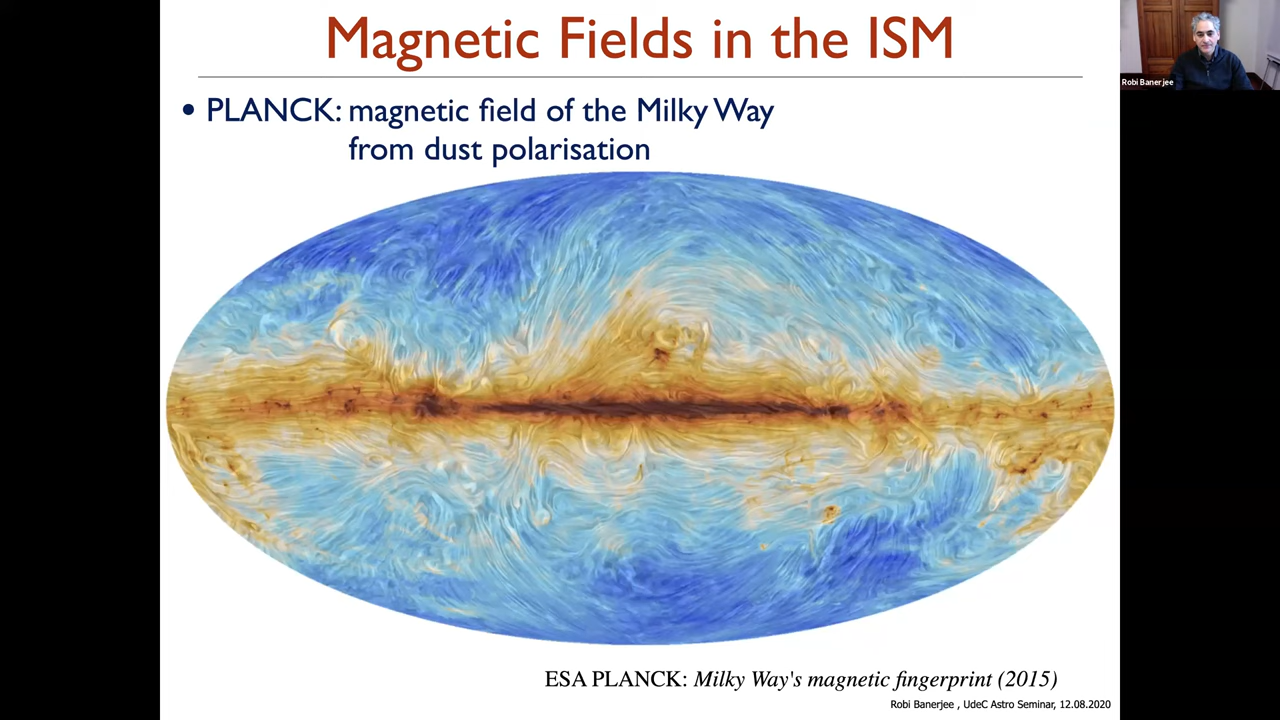 Magnetic Fields in the ISM
Robi Banerjee
• PLANCK: magnetic field of the Milky Way
from dust polarisation
ESA PLANCK: Milky Way's magnetic fingerprint (2015)
Robi Banerjee , UdeC Astro Seminar, 12.08.2020